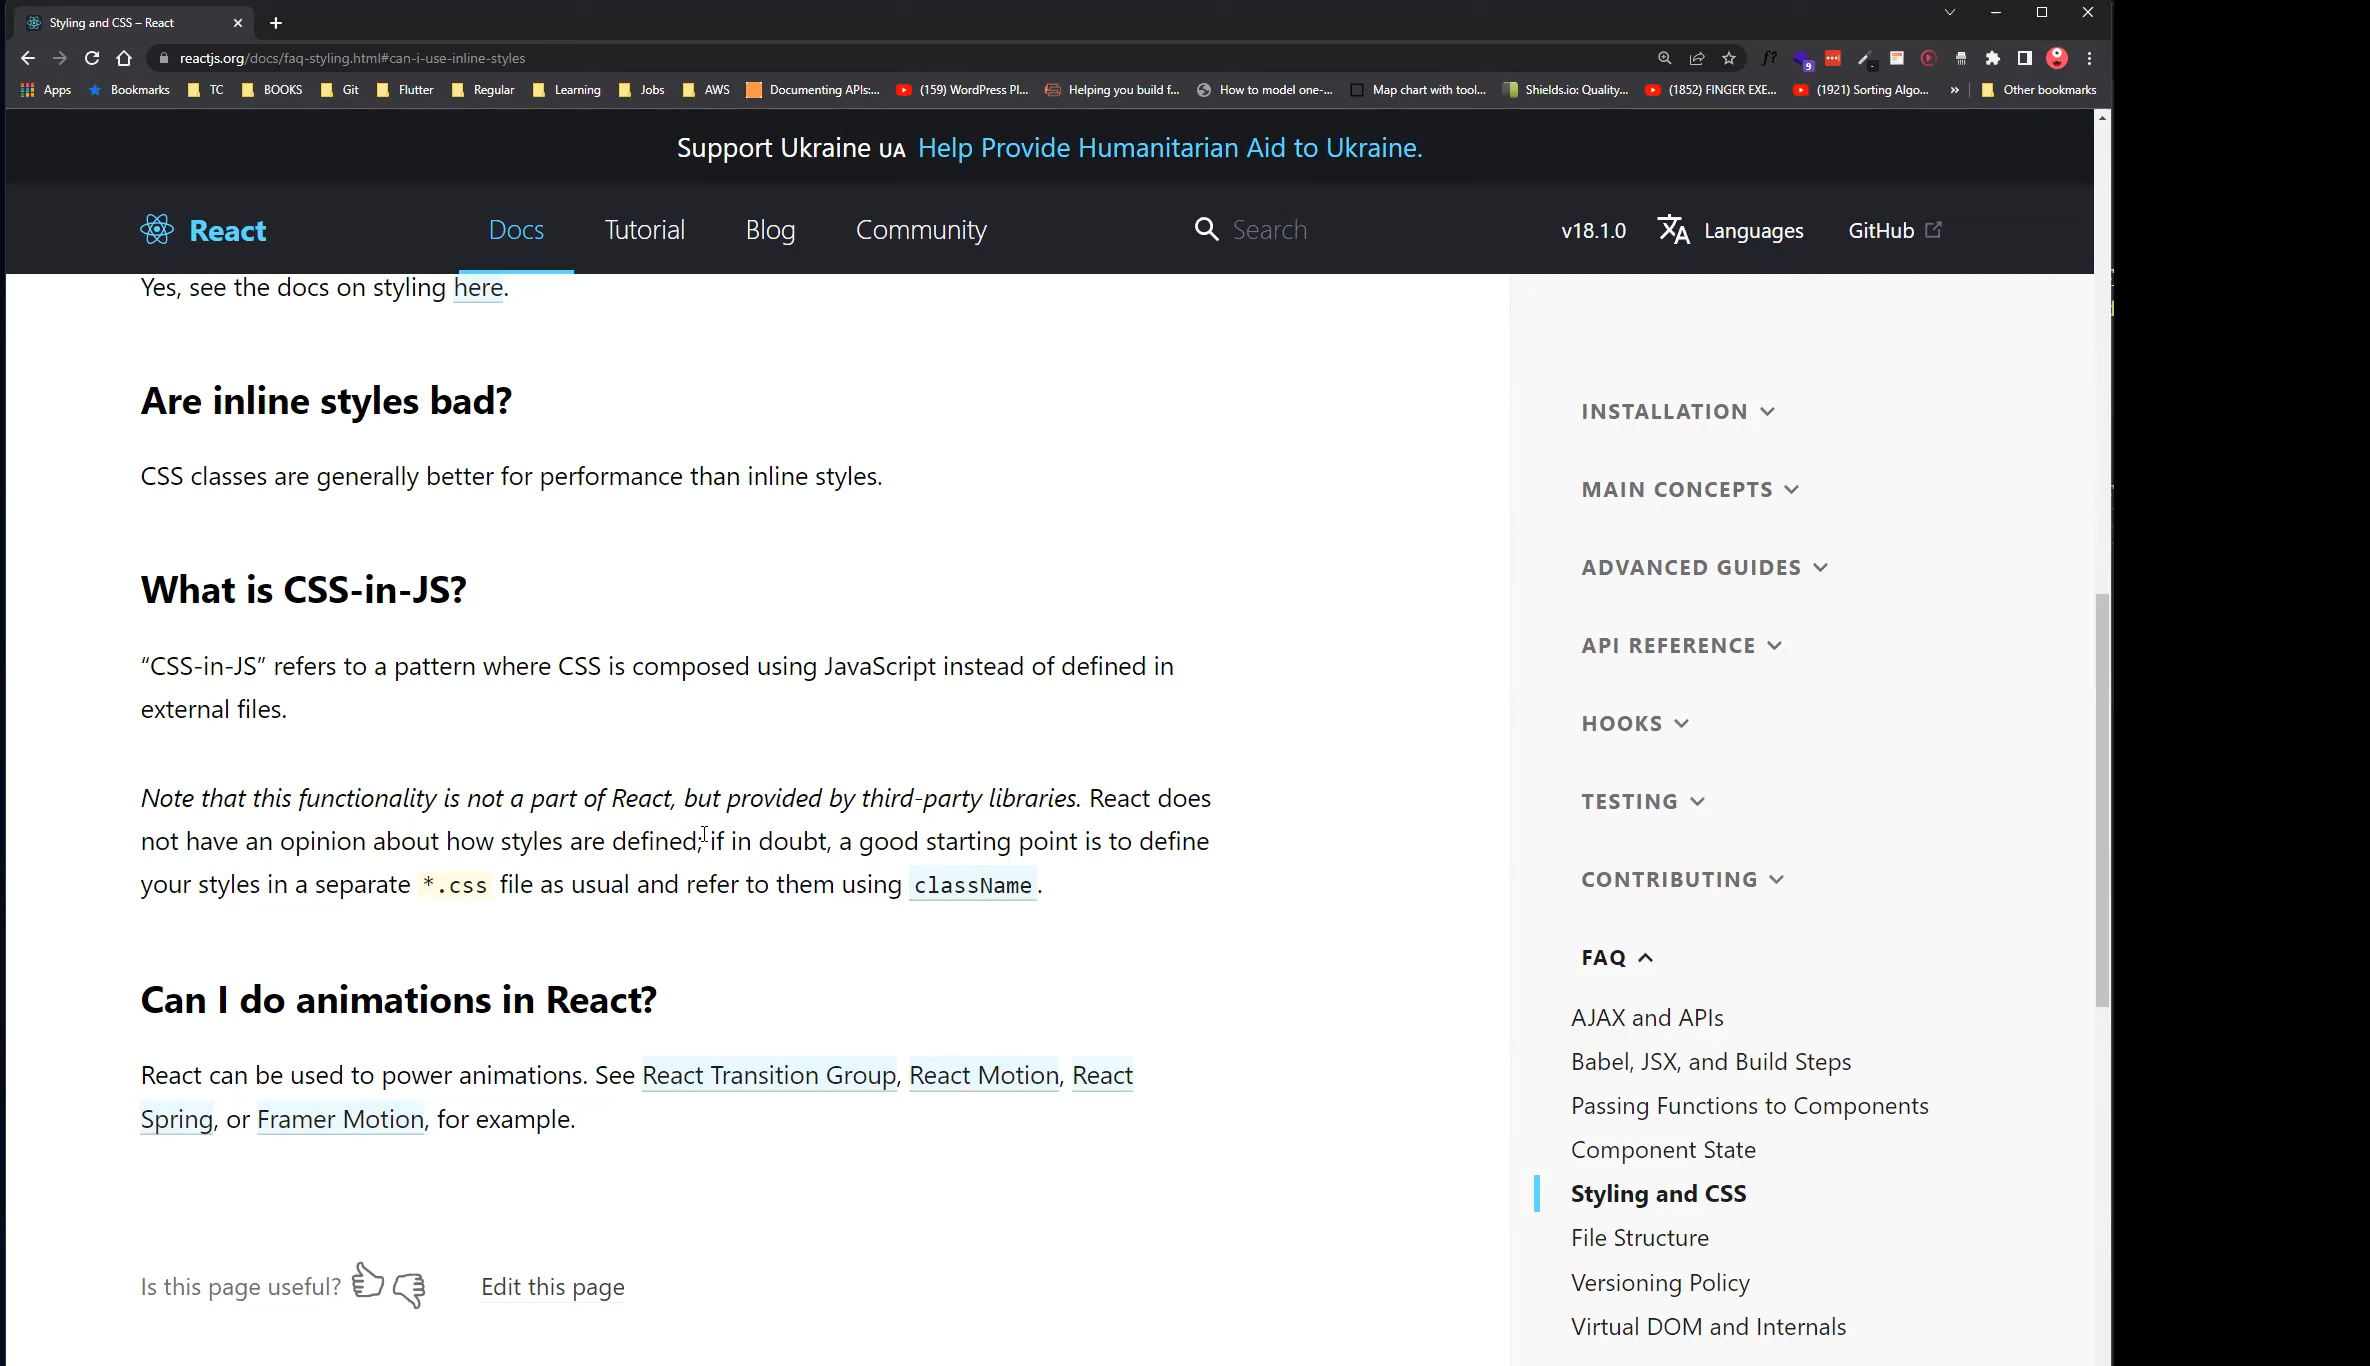 Styling and CSS – React
reactjs.org/docs/faq-styling.html#can-i-use-inline-styles
9
Apps
Bookmarks
TC
BOOKS
Git
Flutter
Regular
Learning
Jobs
AWS
Documenting APIs:...
(159) WordPress Pl...
Helping you build f...
How to model one-...
Map chart with tool...
Shields.io: Quality...
(1852) FINGER EXE...
(1921) Sorting Algo...
»
Other bookmarks
Support Ukraine UA Help Provide Humanitarian Aid to Ukraine.
React
Docs
Tutorial
Blog
Community
Search
v18.1.0
Languages
GitHub
Yes, see the docs on styling here.
Are inline styles bad?
CSS classes are generally better for performance than inline styles.
What is CSS-in-JS?
“CSS-in-JS” refers to a pattern where CSS is composed using JavaScript instead of defined in
external files.
Note that this functionality is not a part of React, but provided by third-party libraries. React does
not have an opinion about how styles are defined; if in doubt, a good starting point is to define
your styles in a separate *.css file as usual and refer to them using className.
Can I do animations in React?
React can be used to power animations. See React Transition Group, React Motion, React
Spring, or Framer Motion, for example.
Is this page useful?
Edit this page
INSTALLATION
MAIN CONCEPTS
ADVANCED GUIDES
API REFERENCE
HOOKS
TESTING
CONTRIBUTING
FAQ
AJAX and APIs
Babel, JSX, and Build Steps
Passing Functions to Components
Component State
Styling and CSS
File Structure
Versioning Policy
Virtual DOM and Internals